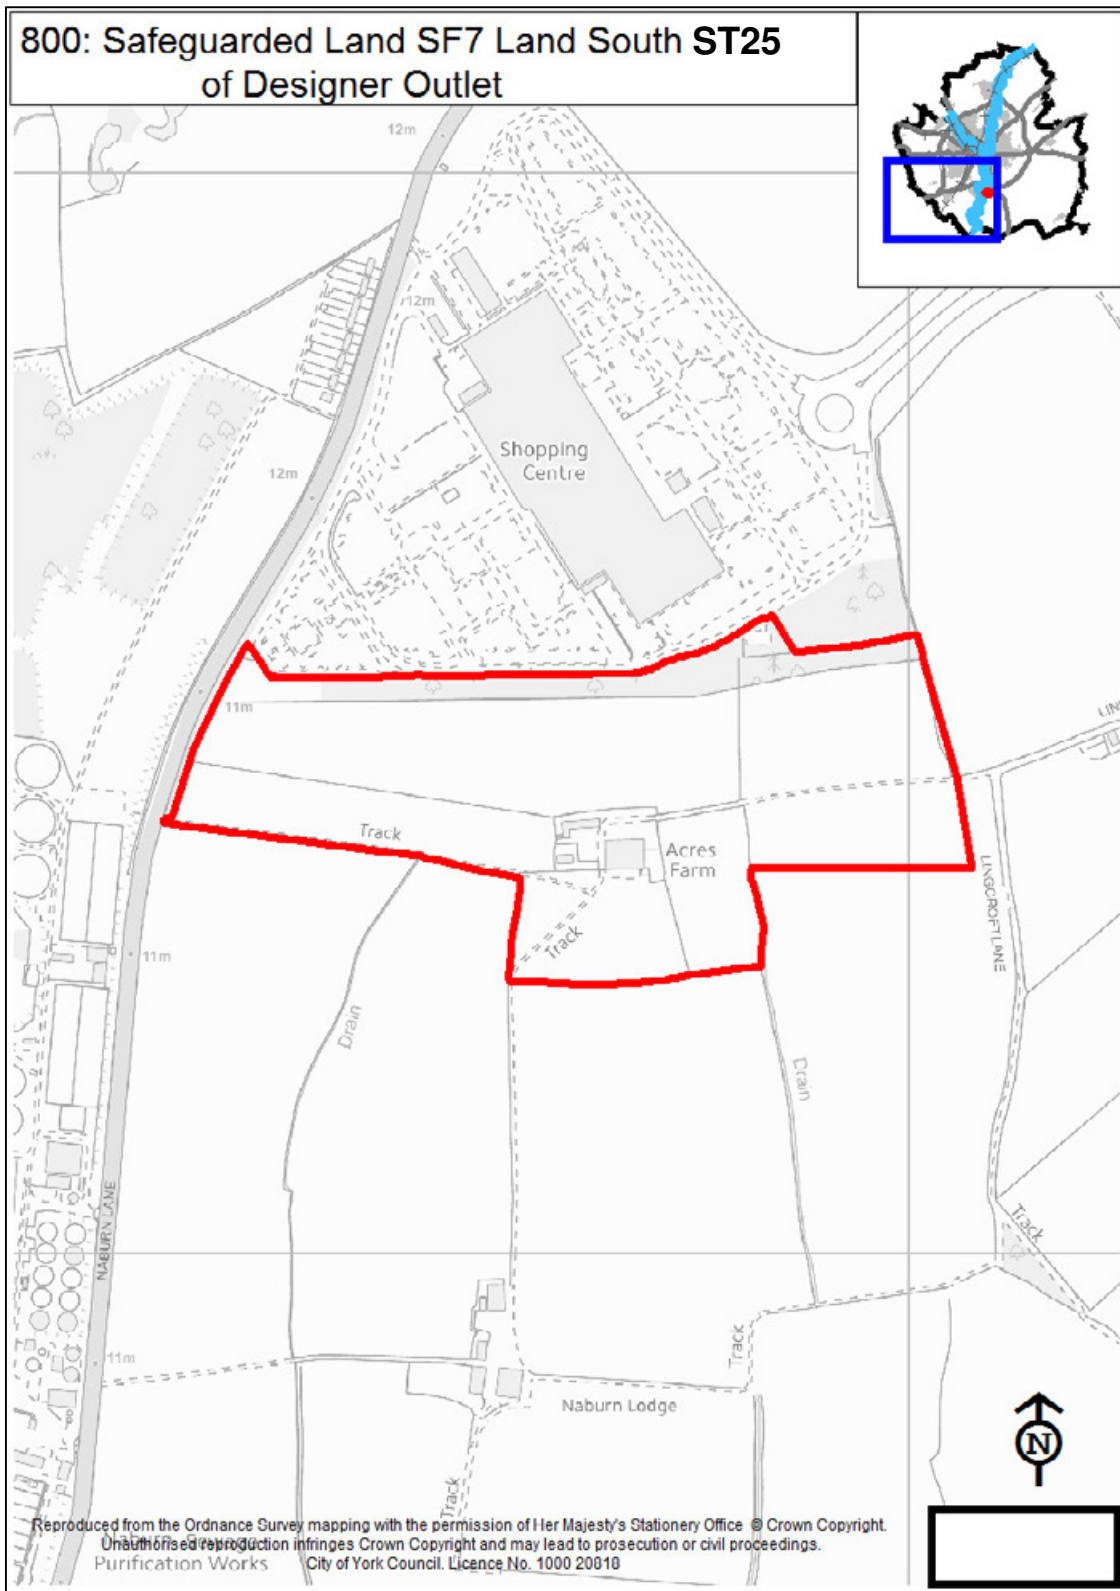 800: Safeguarded Land SF7 Land South ST25
of Designer Outlet
12m
12m
Shopping
Centre
12m
11m
LIN
Track
Acres
Farm
LINGCROFT LANE
Track
11m
Drain
Drain
NABURN LANE
Track
11m
Track
Naburn Lodge
N
Track
Reproduced from the Ordnance Survey mapping with the permission of Her Majesty's Stationery Office © Crown Copyright.
Naburn Sewage
Unauthorised reproduction infringes Crown Copyright and may lead to prosecution or civil proceedings.
Purification Works
City of York Council. Licence No. 1000 20818